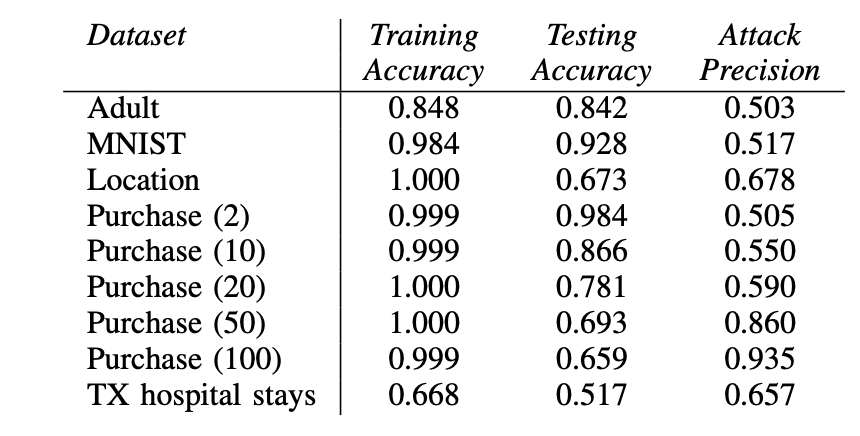 Dataset Training Testing Attack
Accuracy Accuracy Precision
Adult 0.848 0.842 0.503
MNIST 0.984 0.928 0.517
Location 1.000 0.673 0.678
Purchase (2) 0.999 0.984 0.505
Purchase (10) 0.999 0.866 0.550
Purchase (20) 1.000 0.781 0.590
Purchase (50) 1.000 0.693 0.860
Purchase (100) 0.999 0.659 0.935
TX hospital stays 0.668 0.517 0.657